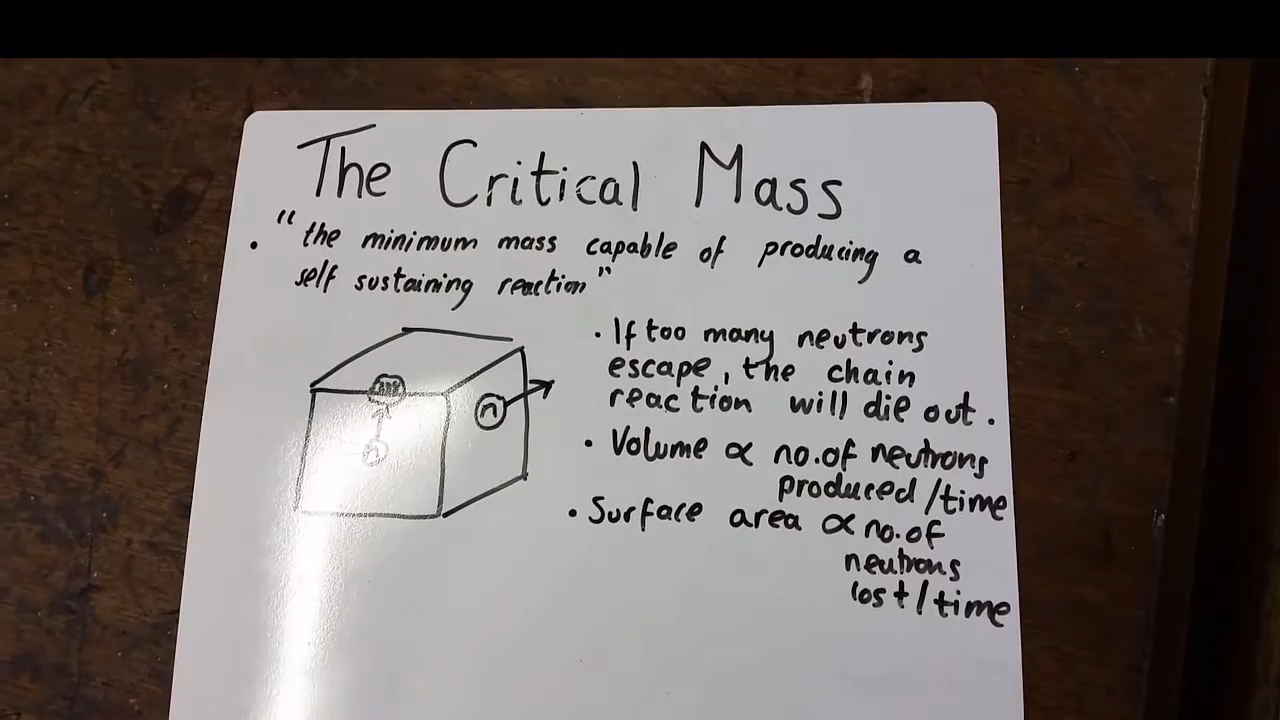 The Critical Mass
• "the minimum mass capable of producing a
self sustaining reaction"
• If too many neutrons
escape, the chain
reaction will die out.
• Volume ∝ no.of neutrons
produced/time
• Surface area ∝ no.of
neutrons
lost/time
n
n